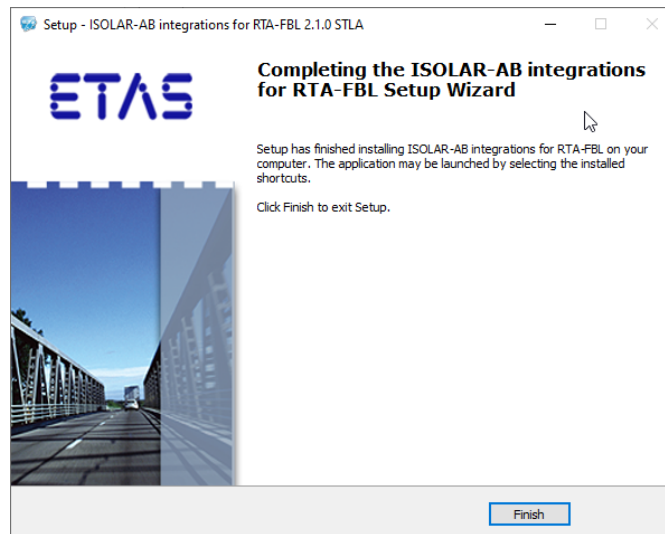 Setup - ISOLAR-AB integrations for RTA-FBL 2.1.0 STLA
ETAS
Completing the ISOLAR-AB integrations
for RTA-FBL Setup Wizard
Setup has finished installing ISOLAR-AB integrations for RTA-FBL on your
computer. The application may be launched by selecting the installed
shortcuts.
Click Finish to exit Setup.
Finish